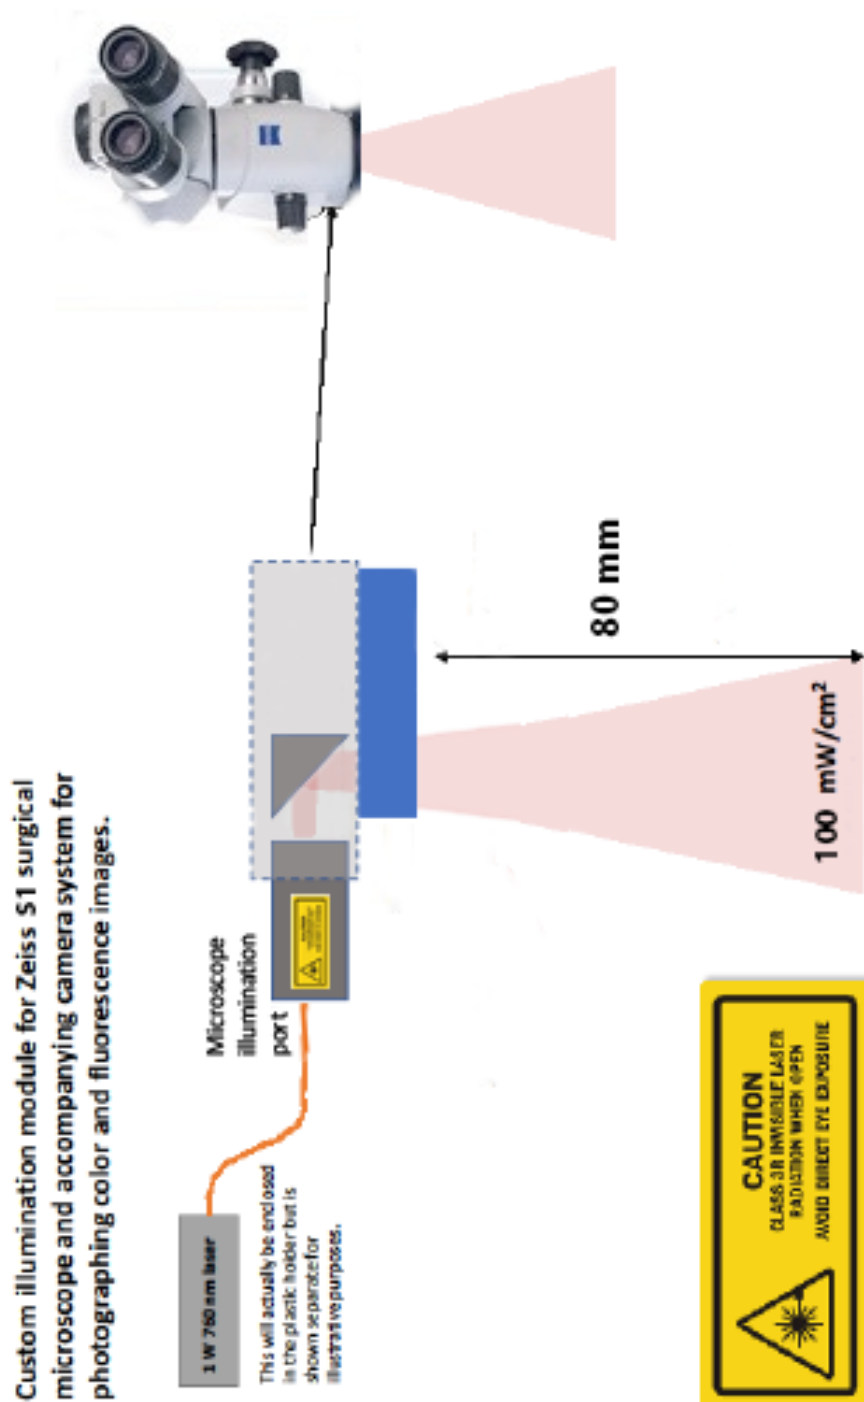 Custom illumination module for Zeiss S1 surgical
microscope and accompanying camera system for
photographing color and fluorescence images.
1 W 760 nm laser
This will actually be enclosed
in the plastic holder but is
shown separate for
illustrative purposes.
Microscope
illumination
port
80 mm
100 mW/cm²
CAUTION
CLASS 3R INVISIBLE LASER
RADIATION WHEN OPEN
AVOID DIRECT EYE EXPOSURE